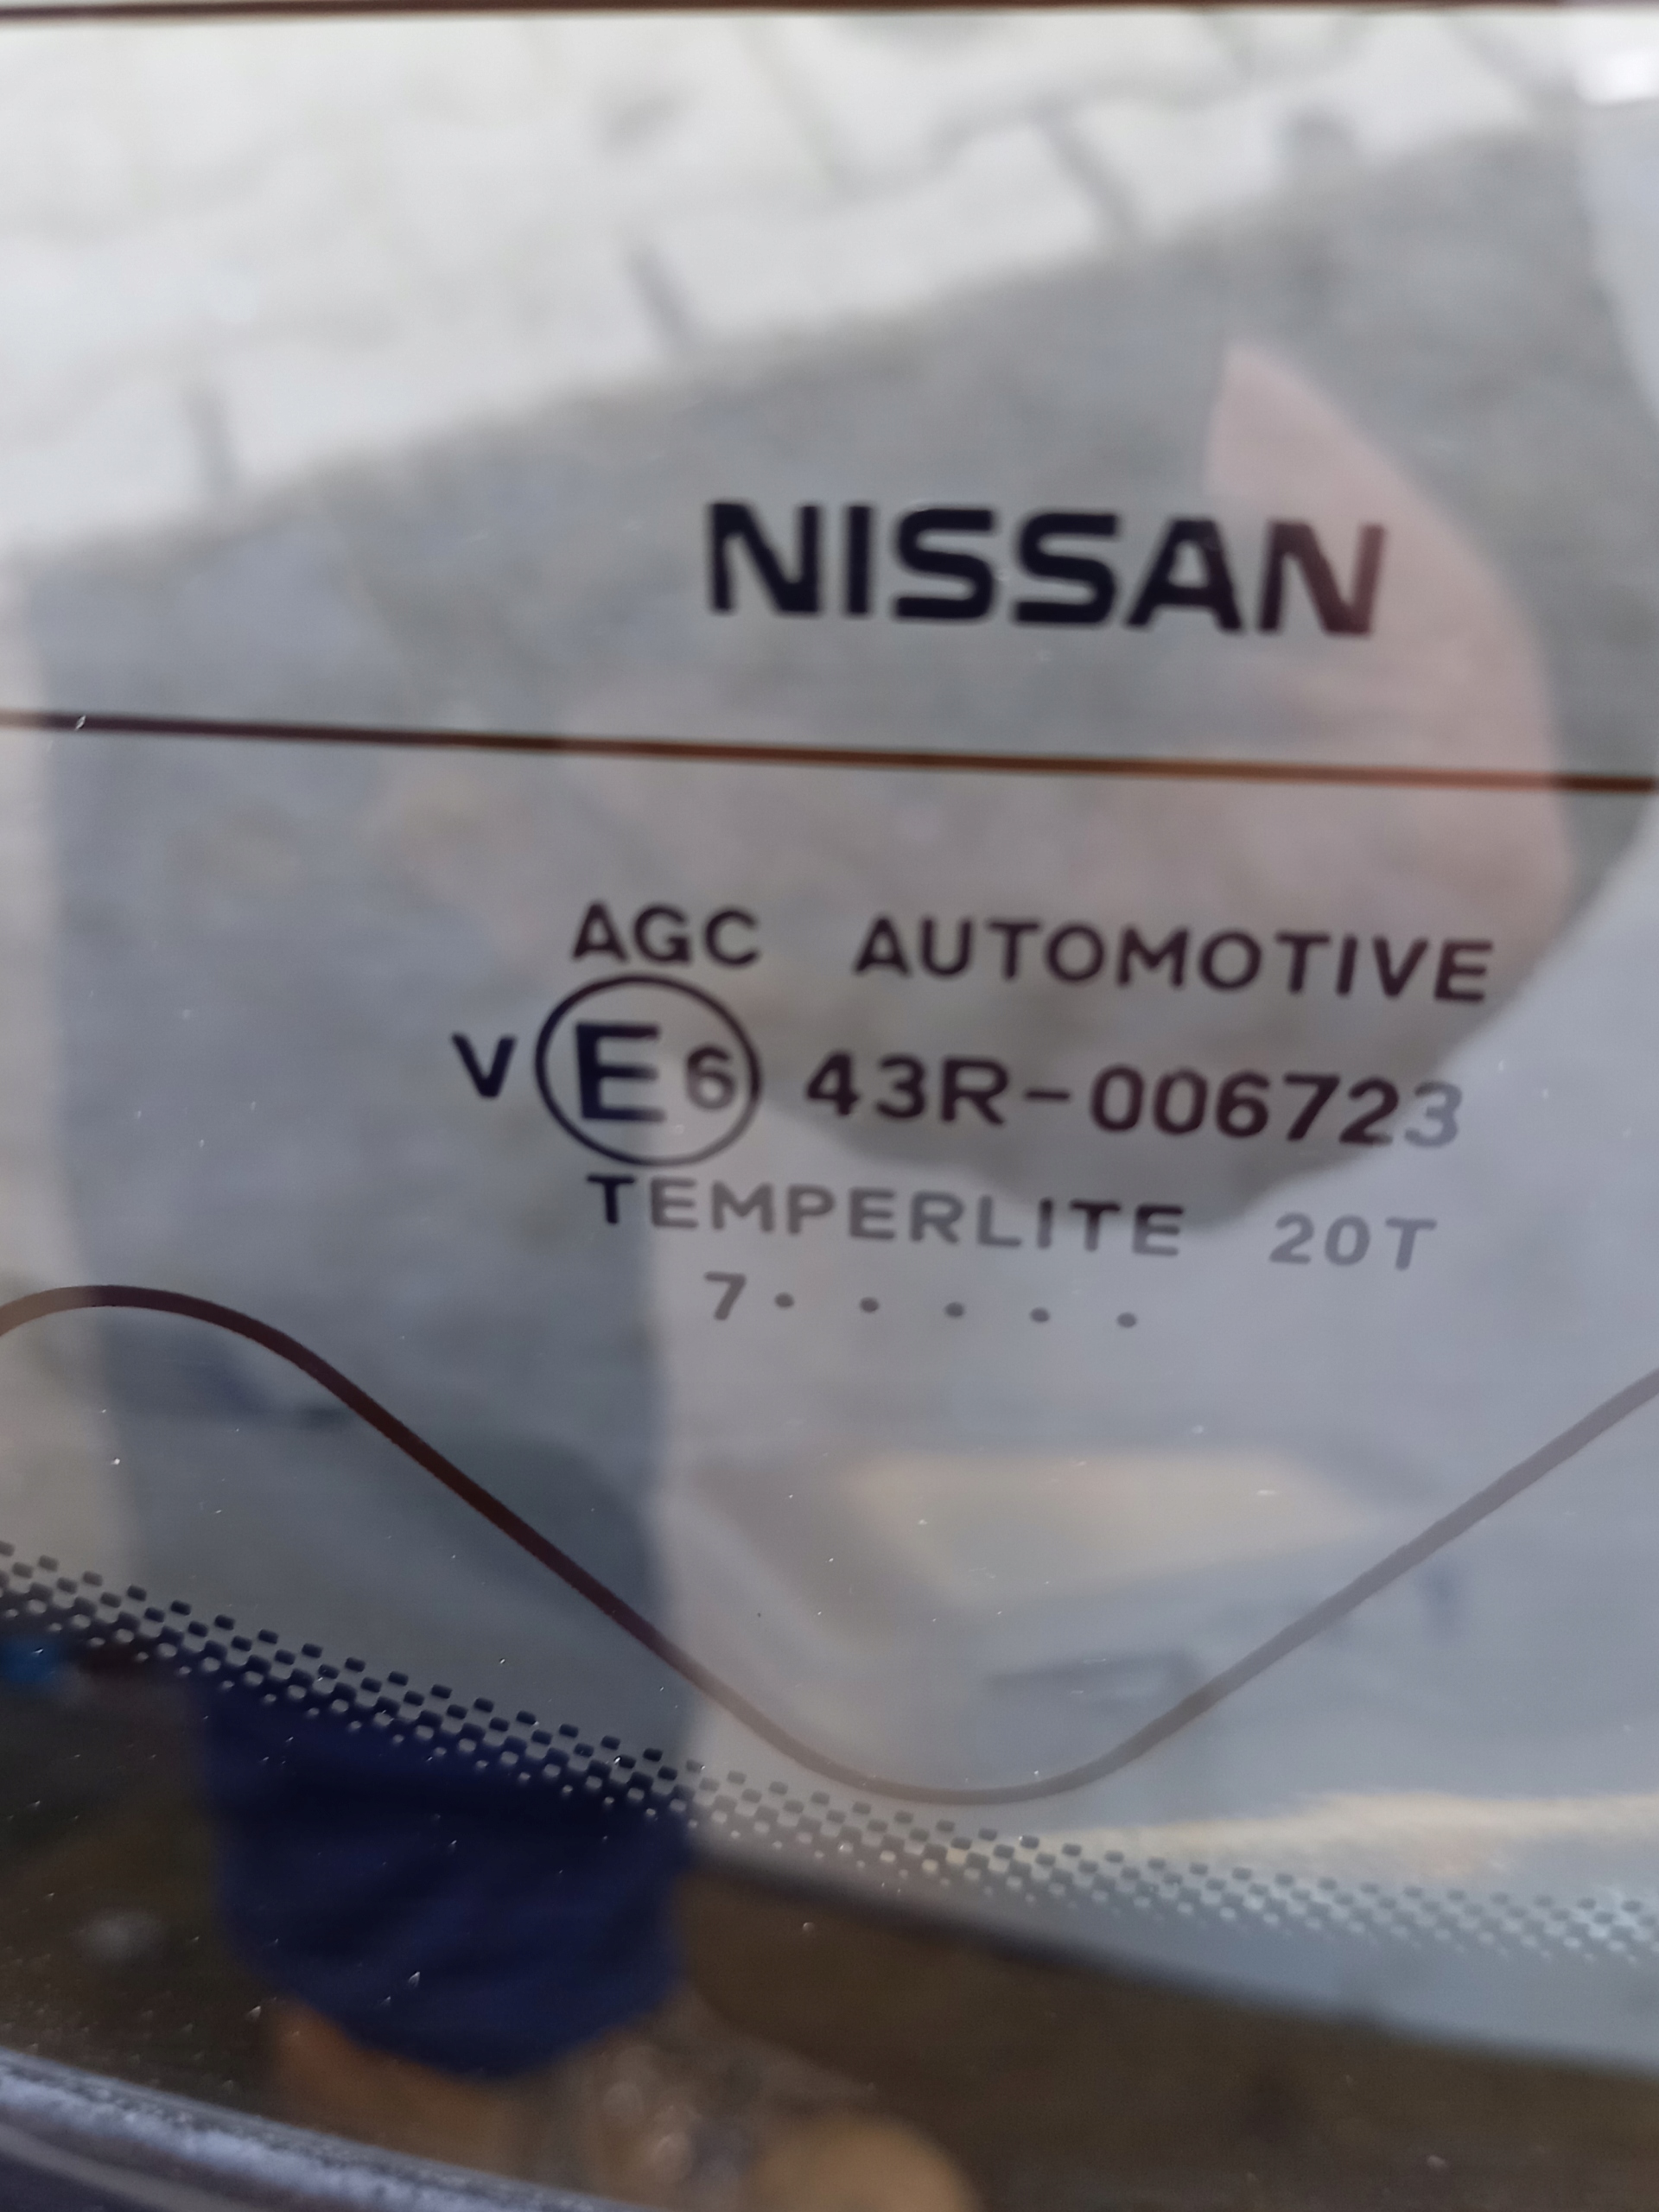 NISSAN
AGC AUTOMOTIVE
V E6 43R-006723
TEMPERLITE 20T
7• • • • •